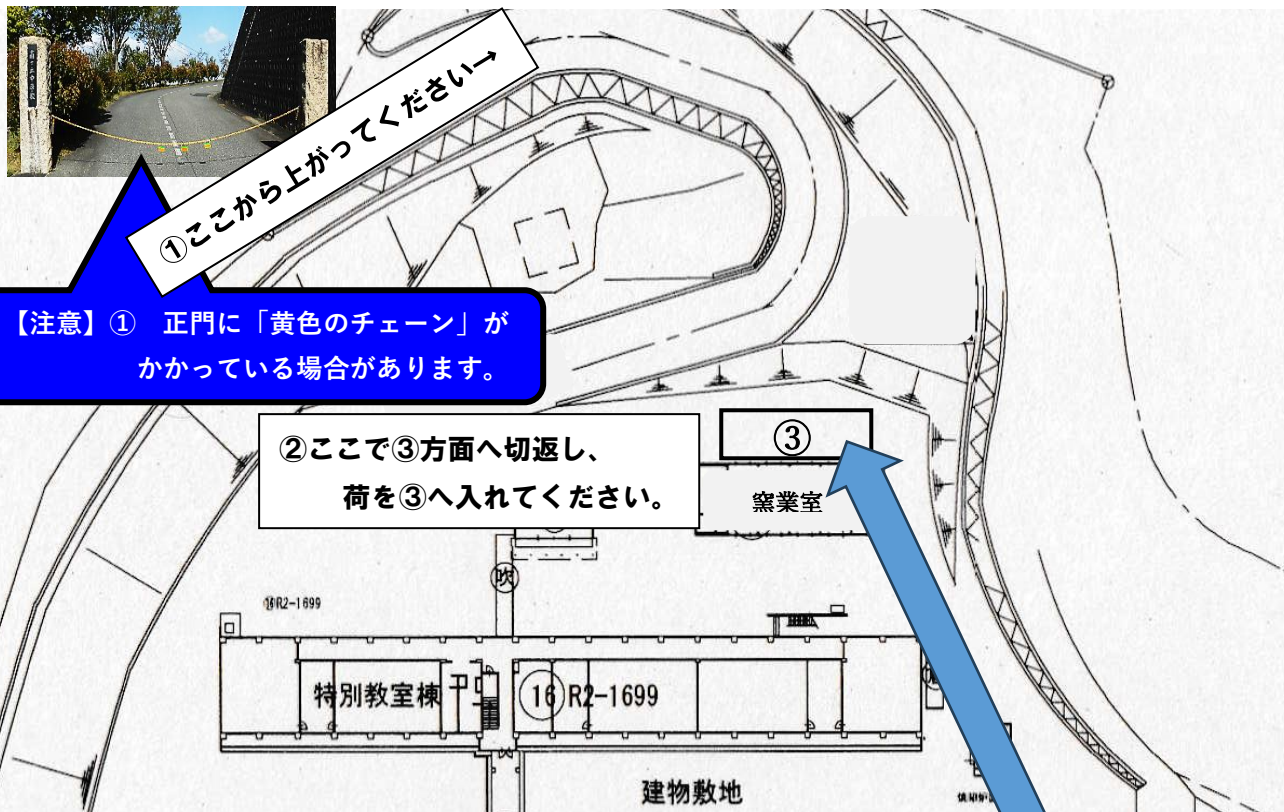 ①ここから上がってください→
【注意】①　正門に「黄色のチェーン」が
かかっている場合があります。
②ここで③方面へ切返し、
荷を③へ入れてください。
③
窯業室
吹
⑯R2-1699
特別教室棟
16 R2-1699
建物敷地